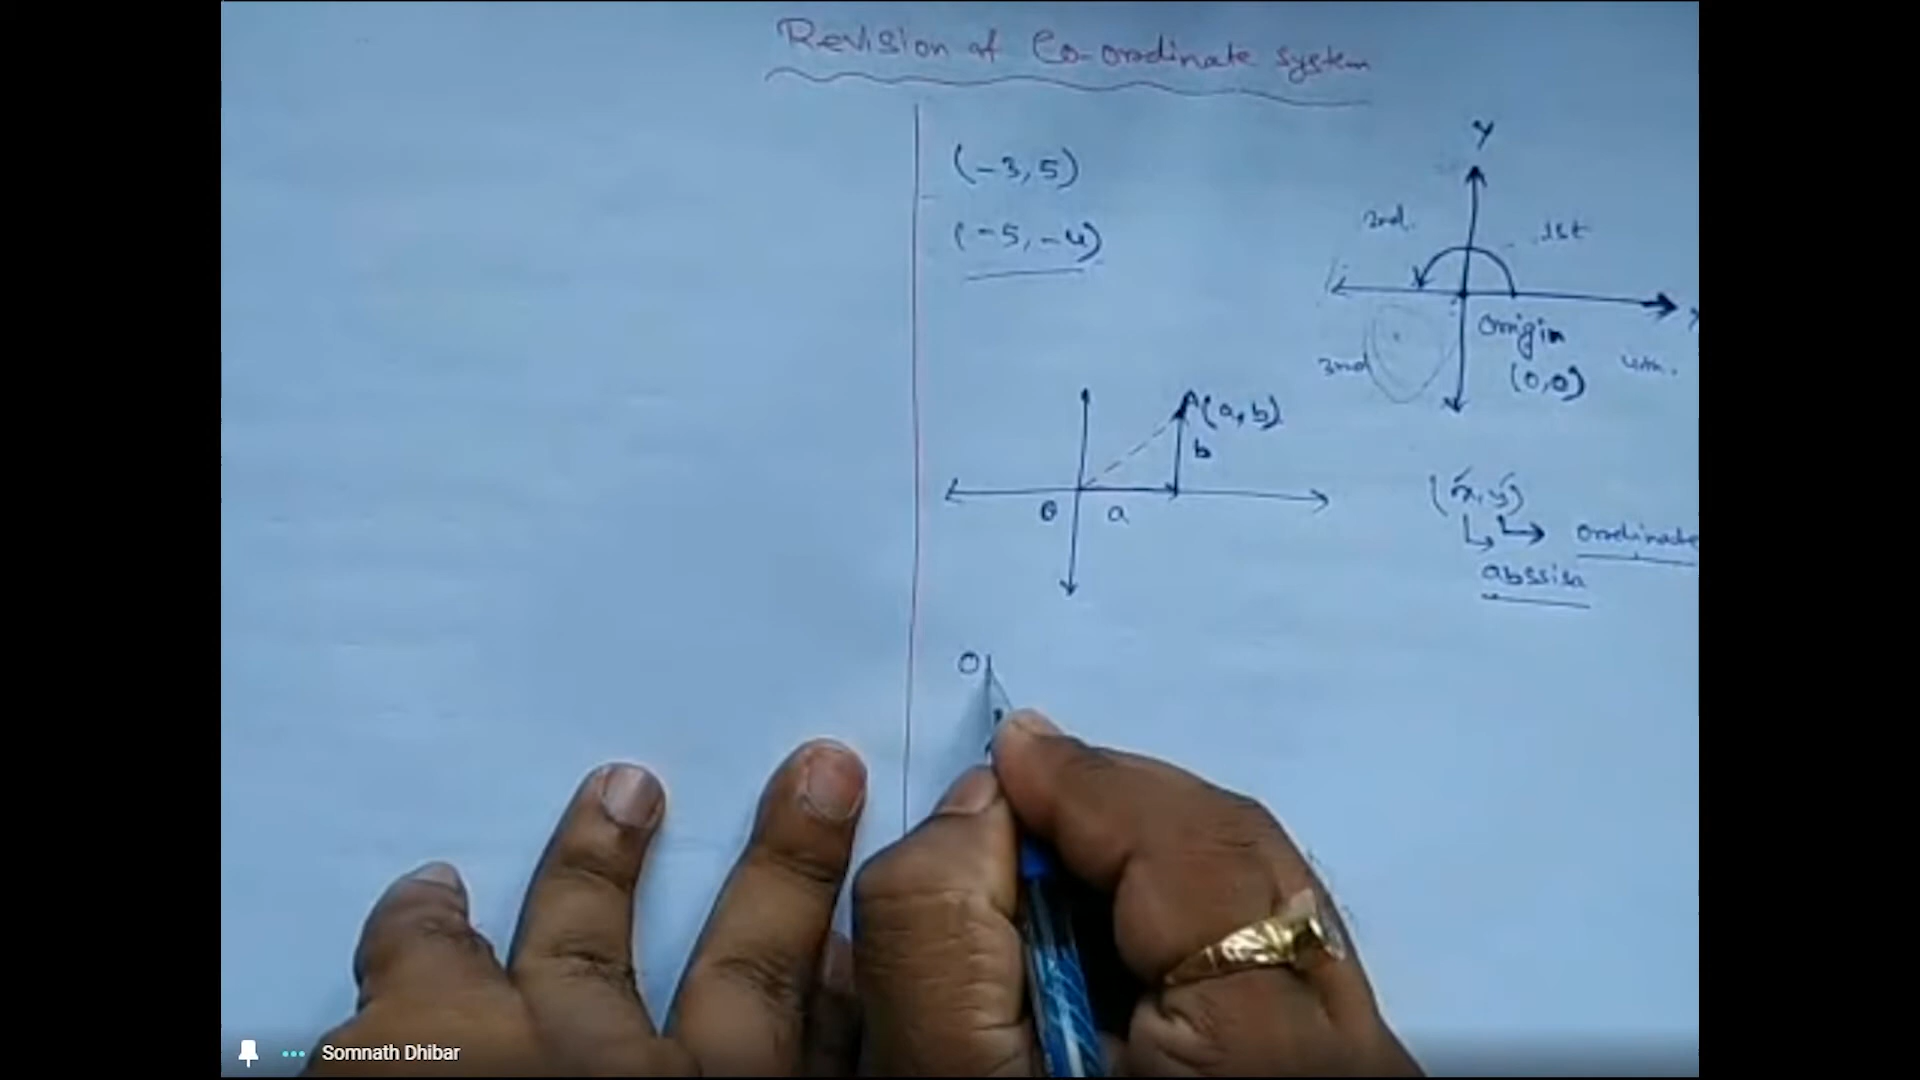 Revision of Co-ordinate system
(-3, 5)
(-5, -4)
Y
2nd.
1st
3nd
Origin
(0,0)
4th.
A(a, b)
b
O
a
(x, y)
ordinate
abssisa
O
Somnath Dhibar